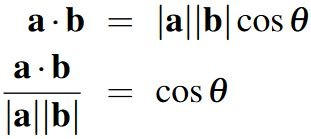 a · b = |a||b| cos θ
a · b / |a||b| = cos θ